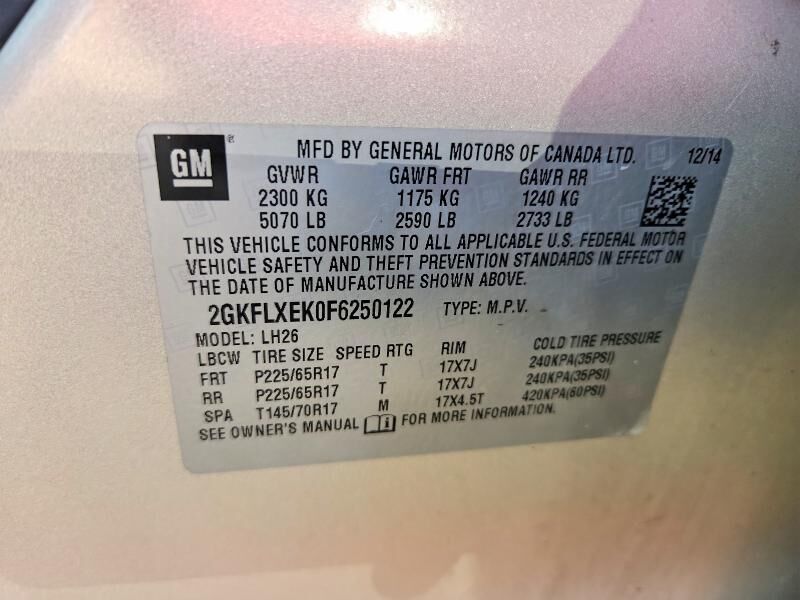 GM ® MFD BY GENERAL MOTORS OF CANADA LTD. 12/14
GVWR GAWR FRT GAWR RR
2300 KG 1175 KG 1240 KG
5070 LB 2590 LB 2733 LB
THIS VEHICLE CONFORMS TO ALL APPLICABLE U.S. FEDERAL MOTOR
VEHICLE SAFETY AND THEFT PREVENTION STANDARDS IN EFFECT ON
THE DATE OF MANUFACTURE SHOWN ABOVE.
2GKFLXEK0F6250122 TYPE: M.P.V.
MODEL: LH26
LBCW TIRE SIZE SPEED RTG RIM COLD TIRE PRESSURE
FRT P225/65R17 T 17X7J 240KPA(35PSI)
RR P225/65R17 T 17X7J 240KPA(35PSI)
SPA T145/70R17 M 17X4.5T 420KPA(60PSI)
SEE OWNER'S MANUAL FOR MORE INFORMATION.